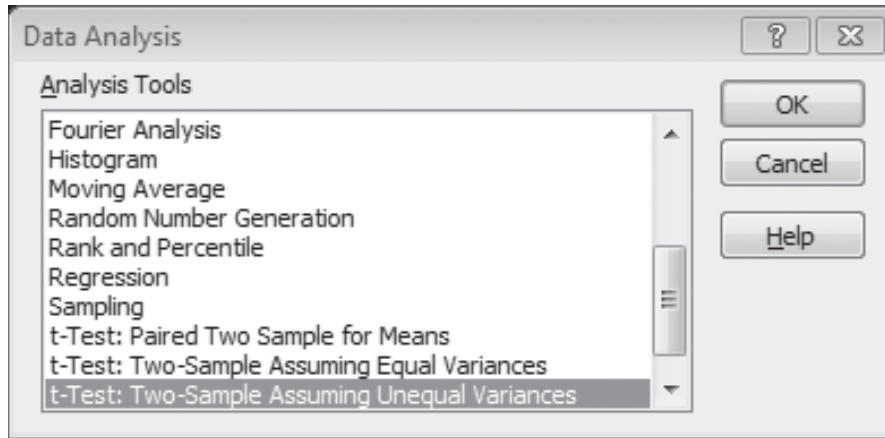 Data Analysis
Analysis Tools
Fourier Analysis
Histogram
Moving Average
Random Number Generation
Rank and Percentile
Regression
Sampling
t-Test: Paired Two Sample for Means
t-Test: Two-Sample Assuming Equal Variances
t-Test: Two-Sample Assuming Unequal Variances
OK
Cancel
Help